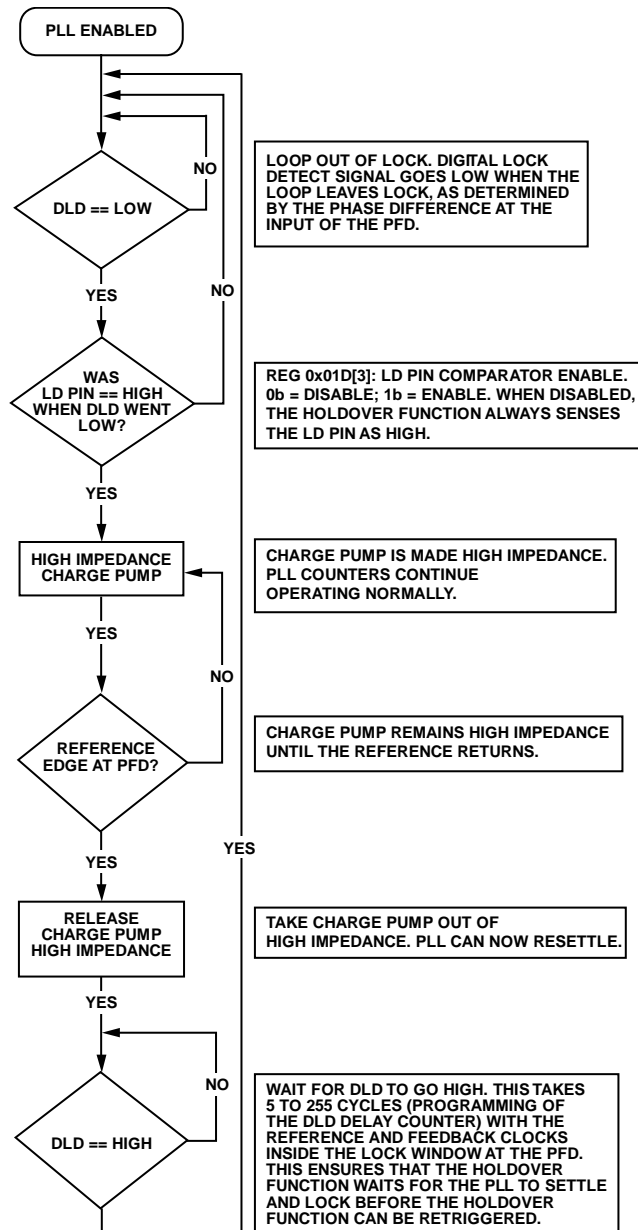 PLL ENABLED
NO
DLD == LOW
LOOP OUT OF LOCK. DIGITAL LOCK
DETECT SIGNAL GOES LOW WHEN THE
LOOP LEAVES LOCK, AS DETERMINED
BY THE PHASE DIFFERENCE AT THE
INPUT OF THE PFD.
YES
NO
WAS
LD PIN == HIGH
WHEN DLD WENT
LOW?
REG 0x01D[3]: LD PIN COMPARATOR ENABLE.
0b = DISABLE; 1b = ENABLE. WHEN DISABLED,
THE HOLDOVER FUNCTION ALWAYS SENSES
THE LD PIN AS HIGH.
YES
HIGH IMPEDANCE
CHARGE PUMP
CHARGE PUMP IS MADE HIGH IMPEDANCE.
PLL COUNTERS CONTINUE
OPERATING NORMALLY.
YES
NO
REFERENCE
EDGE AT PFD?
CHARGE PUMP REMAINS HIGH IMPEDANCE
UNTIL THE REFERENCE RETURNS.
YES
YES
RELEASE
CHARGE PUMP
HIGH IMPEDANCE
TAKE CHARGE PUMP OUT OF
HIGH IMPEDANCE. PLL CAN NOW RESETTLE.
YES
NO
DLD == HIGH
WAIT FOR DLD TO GO HIGH. THIS TAKES
5 TO 255 CYCLES (PROGRAMMING OF
THE DLD DELAY COUNTER) WITH THE
REFERENCE AND FEEDBACK CLOCKS
INSIDE THE LOCK WINDOW AT THE PFD.
THIS ENSURES THAT THE HOLDOVER
FUNCTION WAITS FOR THE PLL TO SETTLE
AND LOCK BEFORE THE HOLDOVER
FUNCTION CAN BE RETRIGGERED.